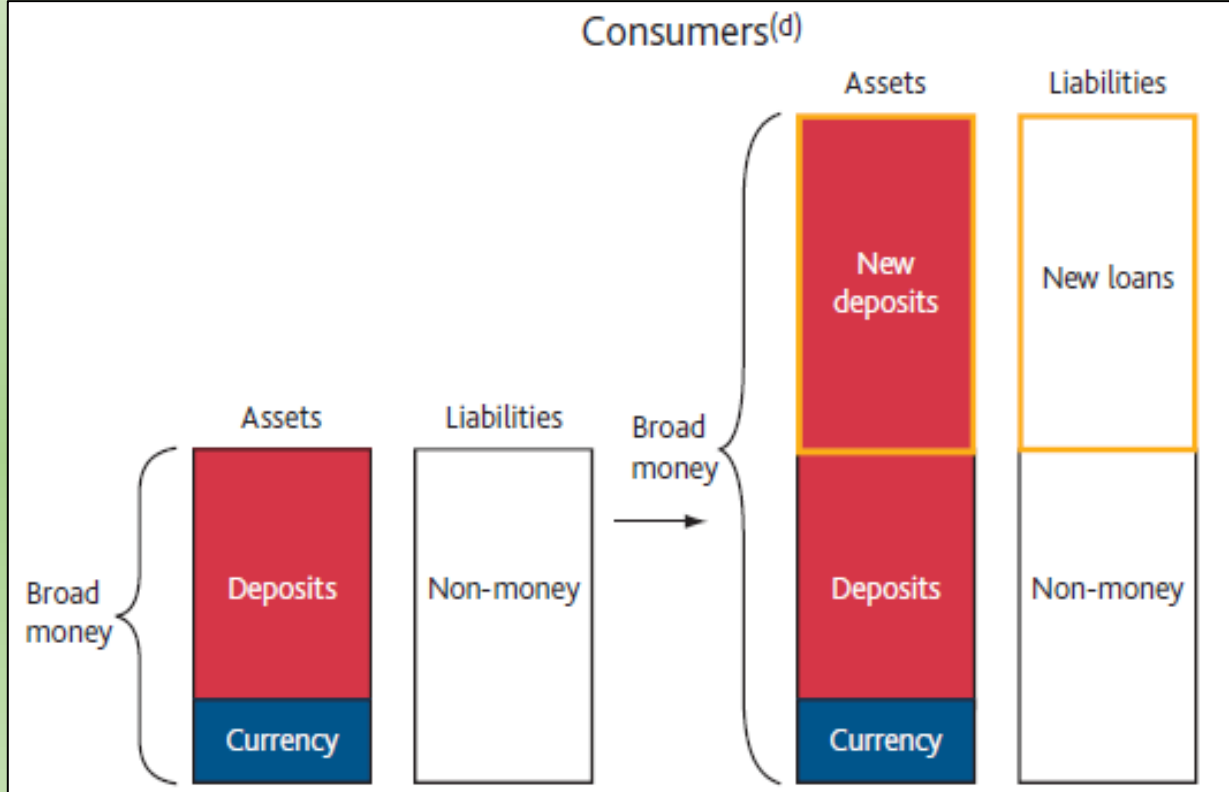 Consumers(d)
Assets
Liabilities
Broad
money
Deposits
Currency
Non-money
Assets
Liabilities
Broad
money
New
deposits
Deposits
Currency
New loans
Non-money